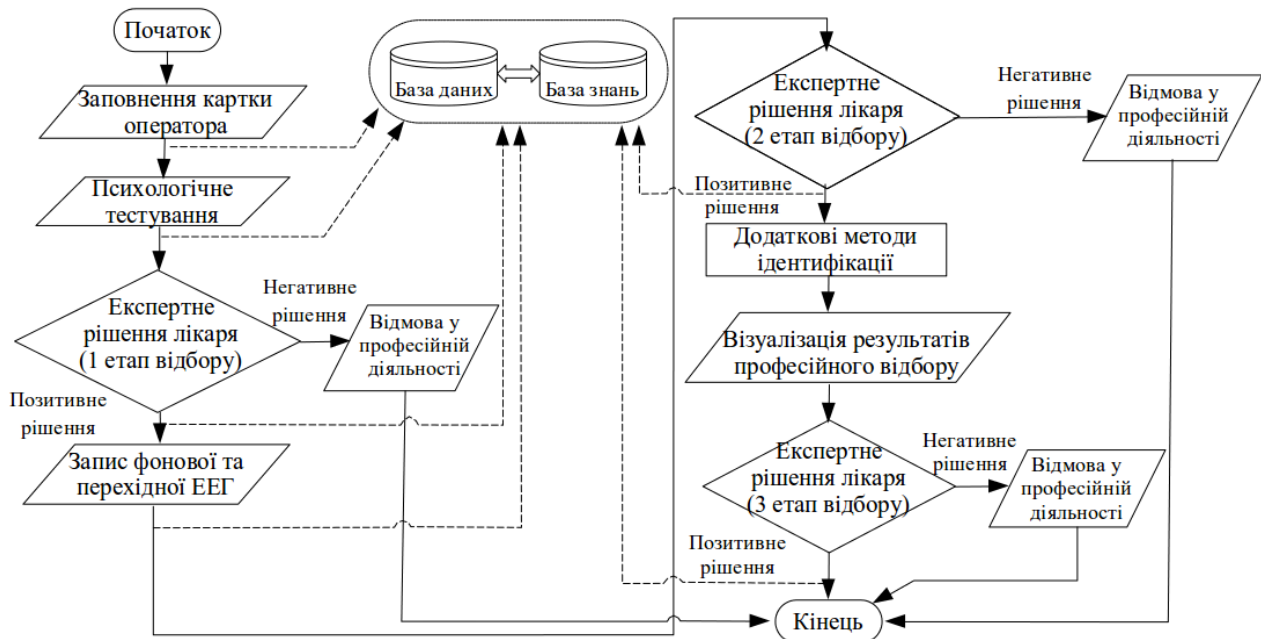 Початок
Заповнення картки
оператора
Психологічне
тестування
Експертне
рішення лікаря
(1 етап відбору)
Негативне
рішення
Відмова у
професійній
діяльності
Позитивне
рішення
Запис фонової та
перехідної ЕЕГ
База даних
База знань
Експертне
рішення лікаря
(2 етап відбору)
Негативне
рішення
Відмова у
професійній
діяльності
Позитивне
рішення
Додаткові методи
ідентифікації
Візуалізація результатів
професійного відбору
Експертне
рішення лікаря
(3 етап відбору)
Негативне
рішення
Відмова у
професійній
діяльності
Позитивне
рішення
Кінець